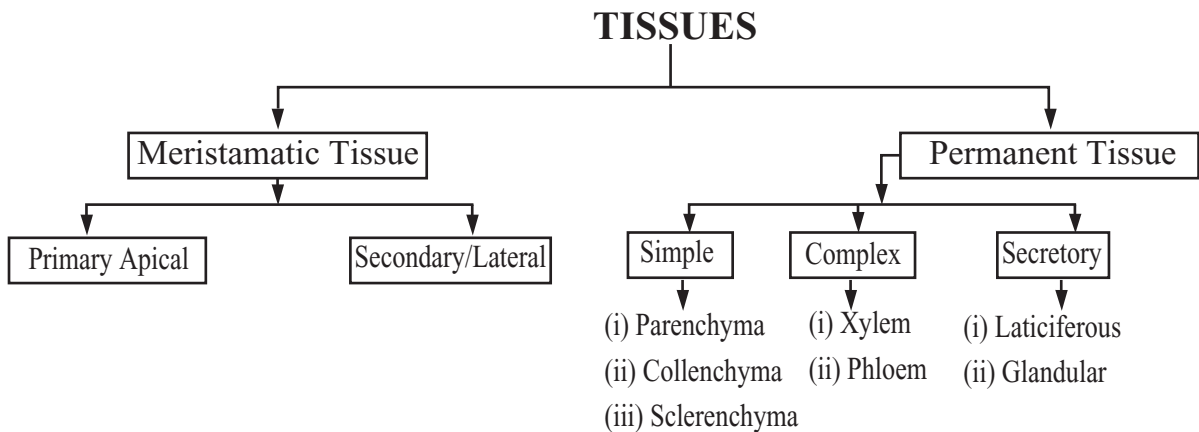 TISSUES
Meristamatic Tissue
Permanent Tissue
Primary Apical
Secondary/Lateral
Simple
Complex
Secretory
(i) Parenchyma
(ii) Collenchyma
(iii) Sclerenchyma
(i) Xylem
(ii) Phloem
(i) Laticiferous
(ii) Glandular